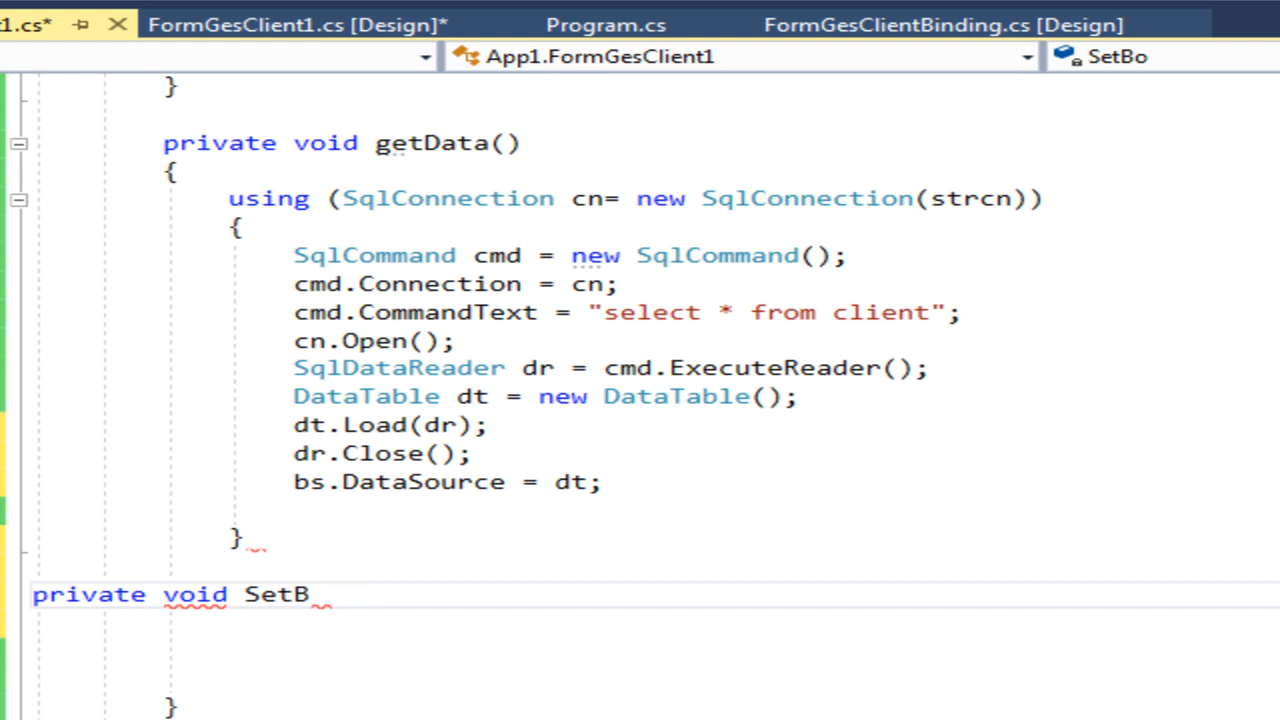 1.cs* FormGesClient1.cs [Design]* Program.cs FormGesClientBinding.cs [Design]
App1.FormGesClient1 SetBo
}
private void getData()
{
using (SqlConnection cn= new SqlConnection(strcn))
{
SqlCommand cmd = new SqlCommand();
cmd.Connection = cn;
cmd.CommandText = "select * from client";
cn.Open();
SqlDataReader dr = cmd.ExecuteReader();
DataTable dt = new DataTable();
dt.Load(dr);
dr.Close();
bs.DataSource = dt;
}
private void SetB
}